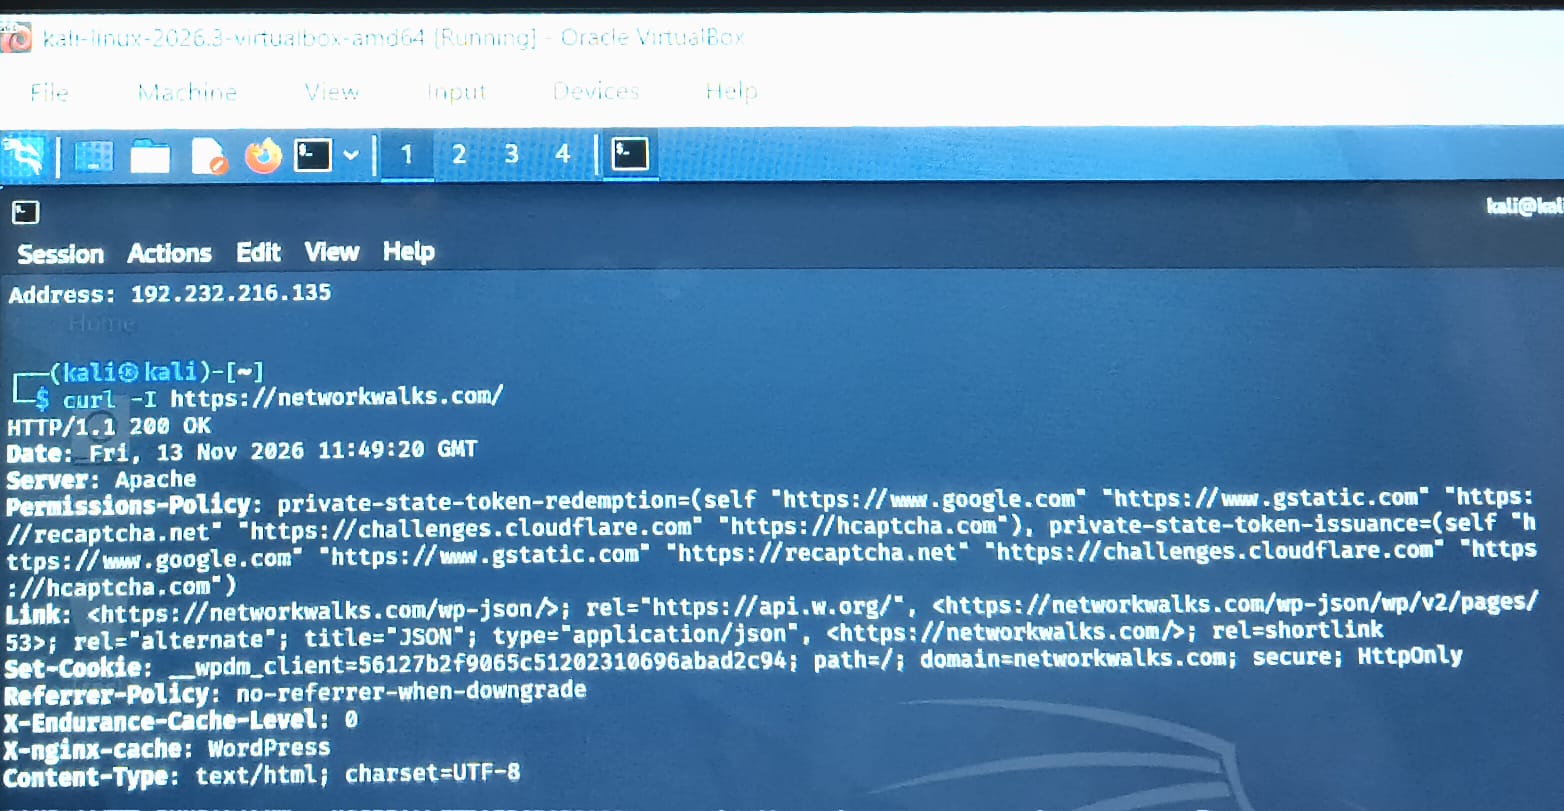 kali-linux-2026.3-virtualbox-amd64 [Running] - Oracle VirtualBox
File Machine View Input Devices Help
1 2 3 4
Session Actions Edit View Help
Address: 192.232.216.135
Home
┌──(kali㉿kali)-[~]
└─$ curl -I https://networkwalks.com/
HTTP/1.1 200 OK
Date: Fri, 13 Nov 2026 11:49:20 GMT
Server: Apache
Permissions-Policy: private-state-token-redemption=(self "https://www.google.com" "https://www.gstatic.com" "https:
//recaptcha.net" "https://challenges.cloudflare.com" "https://hcaptcha.com"), private-state-token-issuance=(self "h
ttps://www.google.com" "https://www.gstatic.com" "https://recaptcha.net" "https://challenges.cloudflare.com" "https
://hcaptcha.com")
Link: <https://networkwalks.com/wp-json/>; rel="https://api.w.org/", <https://networkwalks.com/wp-json/wp/v2/pages/
53>; rel="alternate"; title="JSON"; type="application/json", <https://networkwalks.com/>; rel=shortlink
Set-Cookie: __wpdm_client=56127b2f9065c51202310696abad2c94; path=/; domain=networkwalks.com; secure; HttpOnly
Referrer-Policy: no-referrer-when-downgrade
X-Endurance-Cache-Level: 0
X-nginx-cache: WordPress
Content-Type: text/html; charset=UTF-8